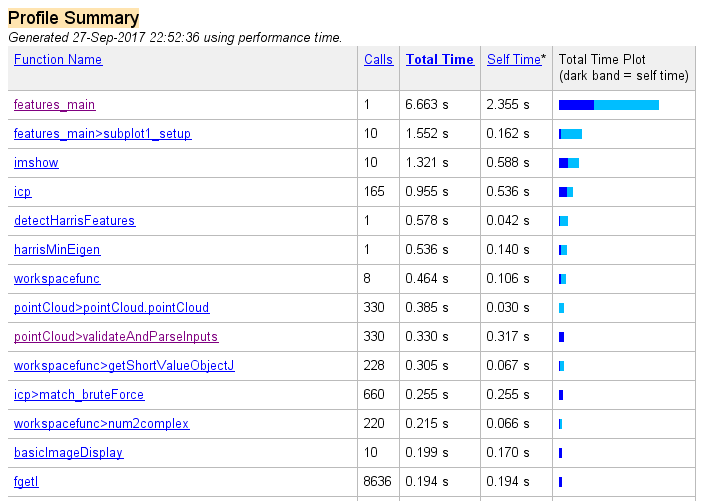 Profile Summary
Generated 27-Sep-2017 22:52:36 using performance time.
Function Name Calls Total Time Self Time* Total Time Plot
(dark band = self time)
features_main 1 6.663 s 2.355 s
features_main>subplot1_setup 10 1.552 s 0.162 s
imshow 10 1.321 s 0.588 s
icp 165 0.955 s 0.536 s
detectHarrisFeatures 1 0.578 s 0.042 s
harrisMinEigen 1 0.536 s 0.140 s
workspacefunc 8 0.464 s 0.106 s
pointCloud>pointCloud.pointCloud 330 0.385 s 0.030 s
pointCloud>validateAndParseInputs 330 0.330 s 0.317 s
workspacefunc>getShortValueObjectJ 228 0.305 s 0.067 s
icp>match_bruteForce 660 0.255 s 0.255 s
workspacefunc>num2complex 220 0.215 s 0.066 s
basicImageDisplay 10 0.199 s 0.170 s
fgetl 8636 0.194 s 0.194 s